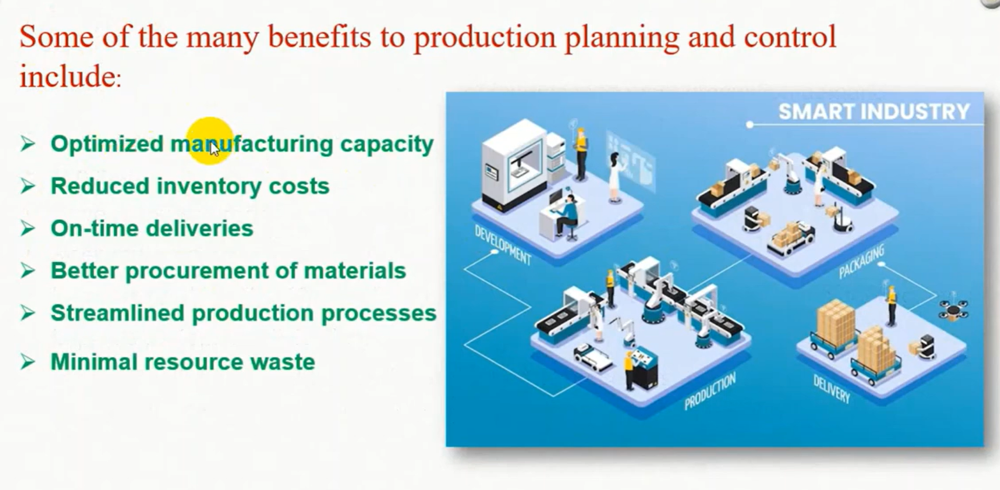 Some of the many benefits to production planning and control
include:
Optimized manufacturing capacity
Reduced inventory costs
On-time deliveries
Better procurement of materials
Streamlined production processes
Minimal resource waste
SMART INDUSTRY
DEVELOPMENT
PACKAGING
PRODUCTION
DELIVERY